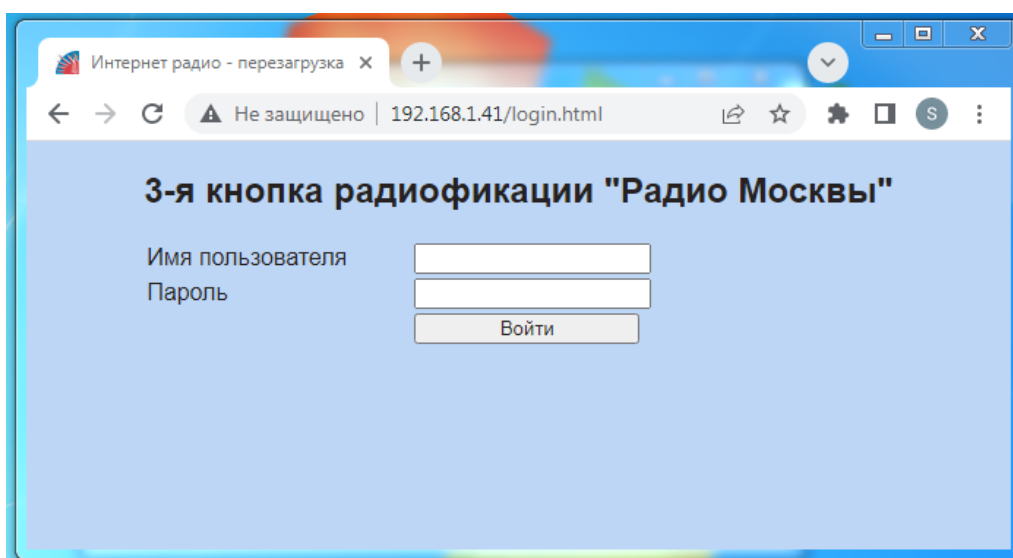 Интернет радио - перезагрузка
Не защищено | 192.168.1.41/login.html
S
3-я кнопка радиофикации "Радио Москвы"
Имя пользователя
Пароль
Войти